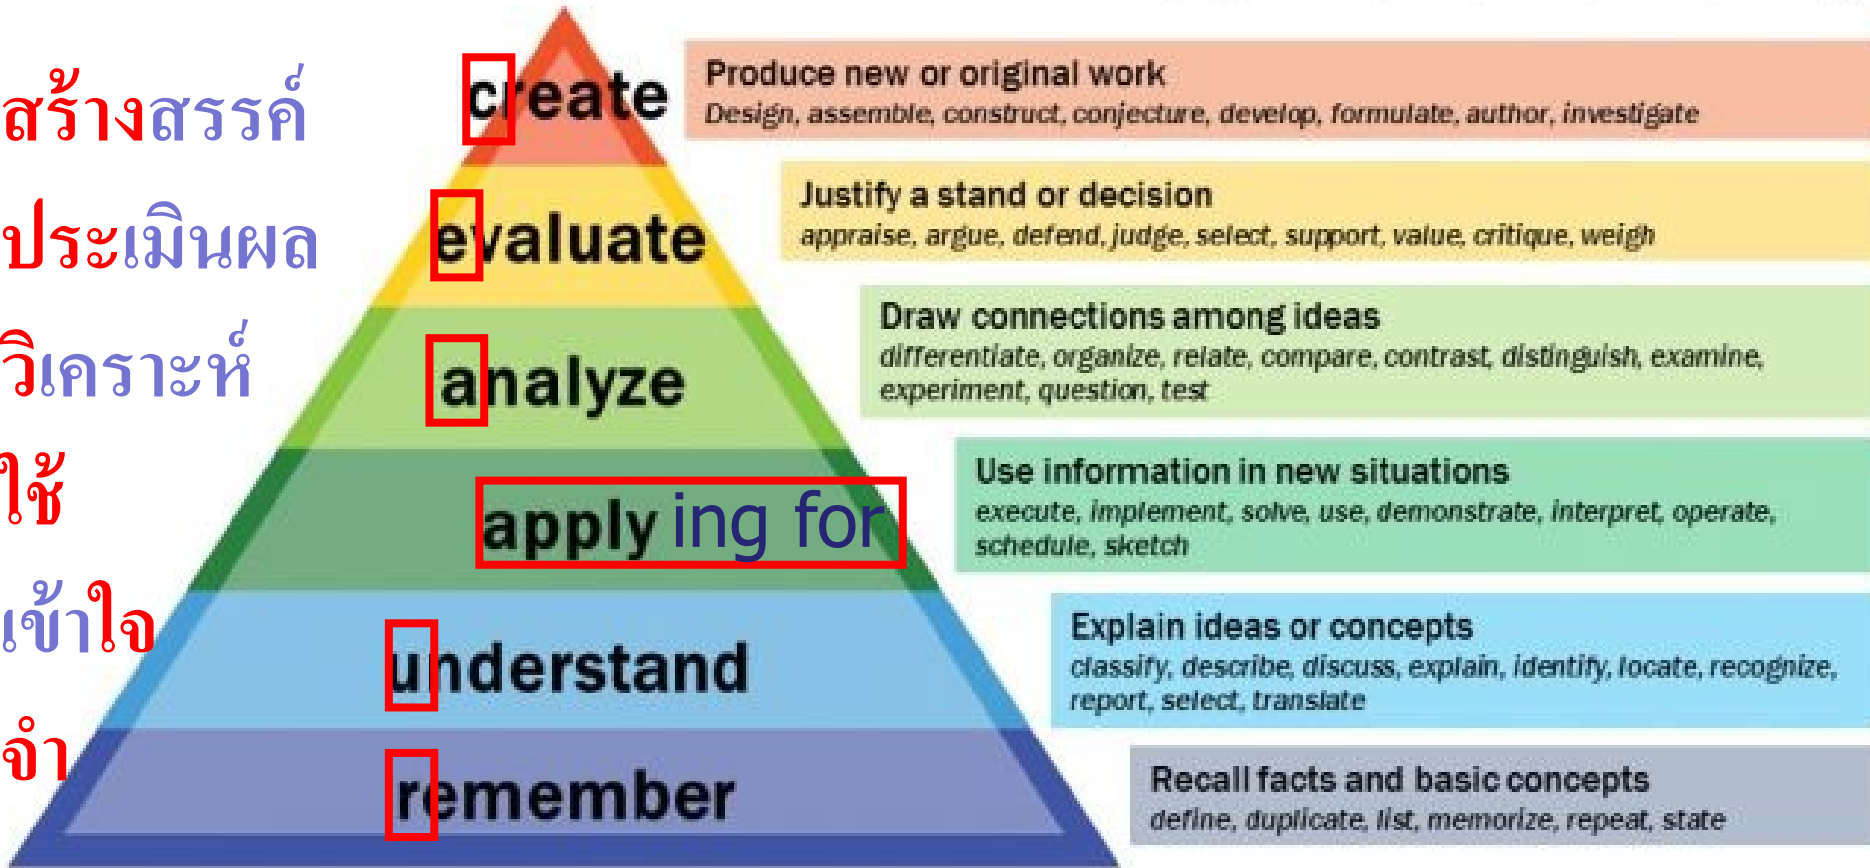 สร้างสรรค์
create
Produce new or original work
Design, assemble, construct, conjecture, develop, formulate, author, investigate
ประเมินผล
evaluate
Justify a stand or decision
appraise, argue, defend, judge, select, support, value, critique, weigh
วิเคราะห์
analyze
Draw connections among ideas
differentiate, organize, relate, compare, contrast, distinguish, examine,
experiment, question, test
ใช้
apply ing for
Use information in new situations
execute, implement, solve, use, demonstrate, interpret, operate,
schedule, sketch
เข้าใจ
understand
Explain ideas or concepts
classify, describe, discuss, explain, identify, locate, recognize,
report, select, translate
จำ
remember
Recall facts and basic concepts
define, duplicate, list, memorize, repeat, state